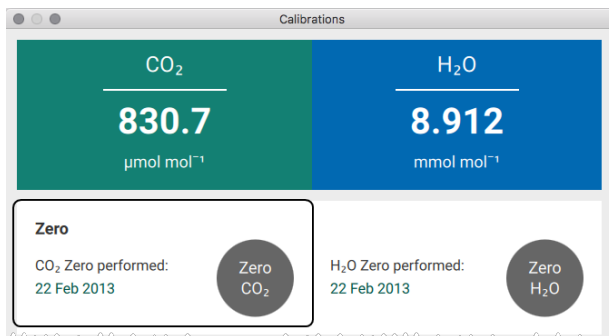 Calibrations
CO₂
830.7
μmol mol⁻¹
H₂O
8.912
mmol mol⁻¹
Zero
CO₂ Zero performed:
22 Feb 2013
Zero
CO₂
H₂O Zero performed:
22 Feb 2013
Zero
H₂O